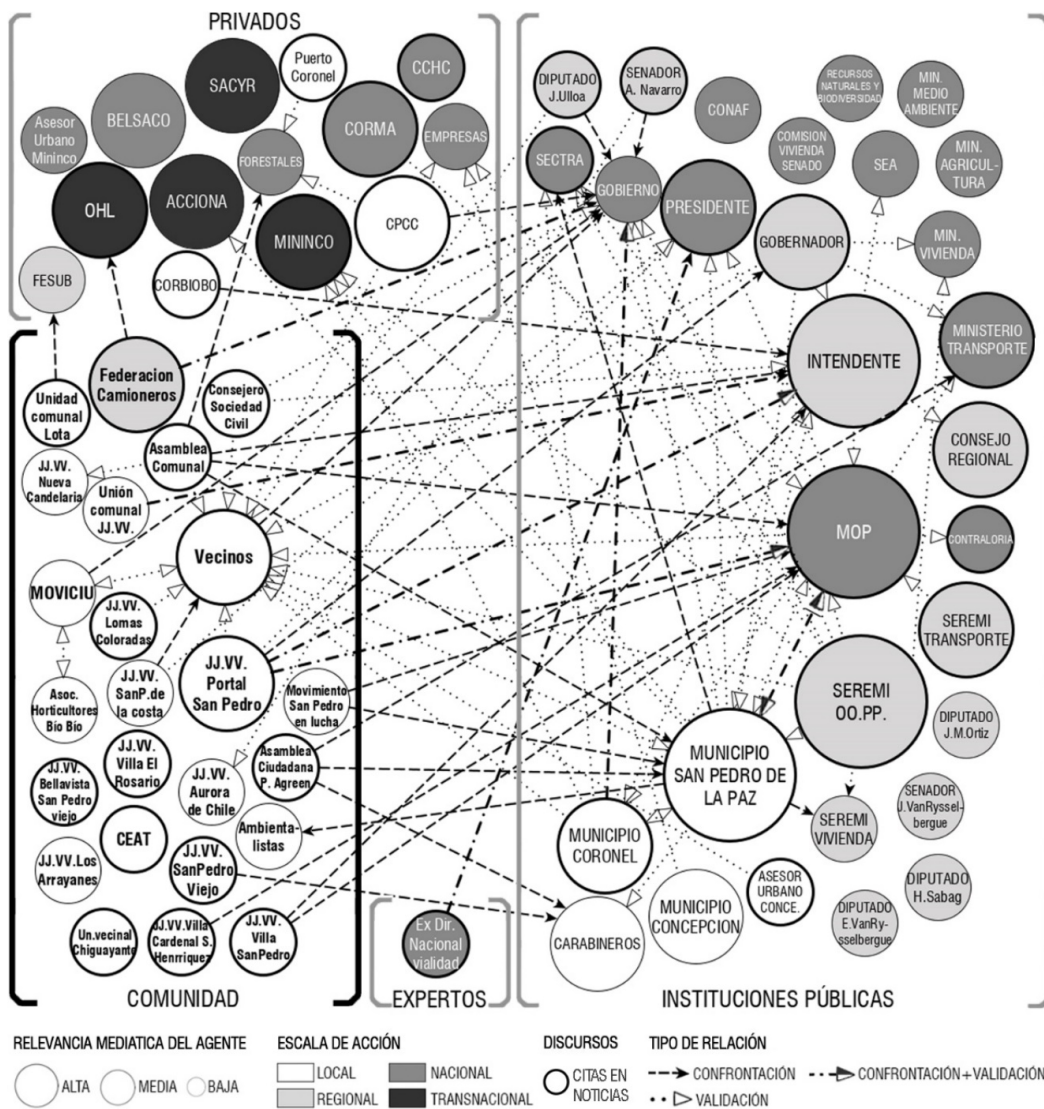 PRIVADOS
SACYR
Puerto
Coronel
CCHC
BELSACO
CORMA
EMPRESAS
Asesor
Urbano
Mininco
FORESTALES
OHL
ACCIONA
MININCO
CPCC
FESUB
CORBIOBO
DIPUTADO
J.Ulloa
SENADOR
A. Navarro
CONAF
RECURSOS
NATURALES Y
BIODIVERSIDAD
MIN.
MEDIO
AMBIENTE
SECTRA
GOBIERNO
PRESIDENTE
COMISION
VIVIENDA
SENADO
SEA
MIN.
AGRICUL-
TURA
GOBERNADOR
MIN.
VIVIENDA
INTENDENTE
MINISTERIO
TRANSPORTE
CONSEJO
REGIONAL
MOP
CONTRALORIA
SEREMI
TRANSPORTE
SEREMI
OO.PP.
DIPUTADO
J.M.Ortiz
MUNICIPIO
SAN PEDRO DE
LA PAZ
SENADOR
J.VanRyssel-
bergue
SEREMI
VIVIENDA
MUNICIPIO
CORONEL
ASESOR
URBANO
CONCE.
DIPUTADO
H.Sabag
MUNICIPIO
CONCEPCION
DIPUTADO
E.VanRy-
sselbergue
CARABINEROS
INSTITUCIONES PÚBLICAS
Federacion
Camioneros
Unidad
comunal
Lota
Consejero
Sociedad
Civil
Asamblea
Comunal
JJ.VV.
Nueva
Candelaria
Unión
comunal
JJ.VV.
Vecinos
MOVICIU
JJ.VV.
Lomas
Coloradas
JJ.VV.
Portal
San Pedro
JJ.VV.
SanP.de
la costa
Asoc.
Horticultores
Bío Bío
Movimiento
San Pedro
en lucha
JJ.VV.
Villa El
Rosario
Asamblea
Ciudadana
P. Agreen
JJ.VV.
Bellavista
San Pedro
viejo
JJ.VV.
Aurora
de Chile
CEAT
Ambienta-
listas
JJ.VV.Los
Arrayanes
JJ.VV.
SanPedro
Viejo
Un.vecinal
Chiguayante
JJ.VV.Villa
Cardenal S.
Henrriquez
JJ.VV.
Villa
SanPedro
COMUNIDAD
Ex Dir.
Nacional
vialidad
EXPERTOS
RELEVANCIA MEDIATICA DEL AGENTE
ALTA
MEDIA
BAJA
ESCALA DE ACCIÓN
LOCAL
NACIONAL
REGIONAL
TRANSNACIONAL
DISCURSOS
CITAS EN
NOTICIAS
TIPO DE RELACIÓN
CONFRONTACIÓN
CONFRONTACIÓN+VALIDACIÓN
VALIDACIÓN